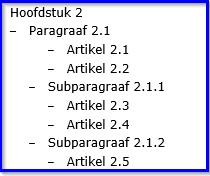 Hoofdstuk 2
– Paragraaf 2.1
– Artikel 2.1
– Artikel 2.2
– Subparagraaf 2.1.1
– Artikel 2.3
– Artikel 2.4
– Subparagraaf 2.1.2
– Artikel 2.5